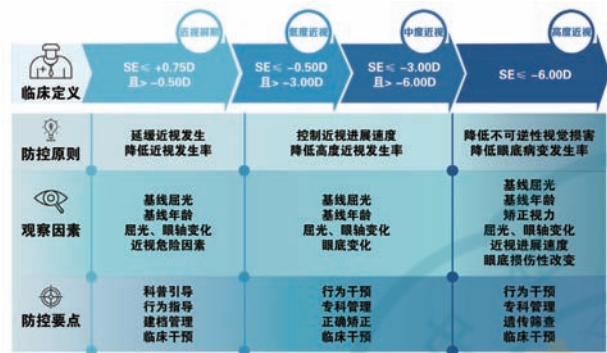 近视前期
低度近视
中度近视
高度近视
临床定义
SE≤ +0.75D
且> -0.50D
SE≤ -0.50D
且> -3.00D
SE≤ -3.00D
且> -6.00D
SE≤ -6.00D
防控原则
延缓近视发生
降低近视发生率
控制近视进展速度
降低高度近视发生率
降低不可逆性视觉损害
降低眼底病变发生率
观察因素
基线屈光
基线年龄
屈光、眼轴变化
近视危险因素
基线屈光
基线年龄
屈光、眼轴变化
眼底变化
基线屈光
基线年龄
矫正视力
屈光、眼轴变化
近视进展速度
眼底损伤性改变
防控要点
科普引导
行为指导
建档管理
临床干预
行为干预
专科管理
正确矫正
临床干预
行为干预
专科管理
遗传筛查
临床干预